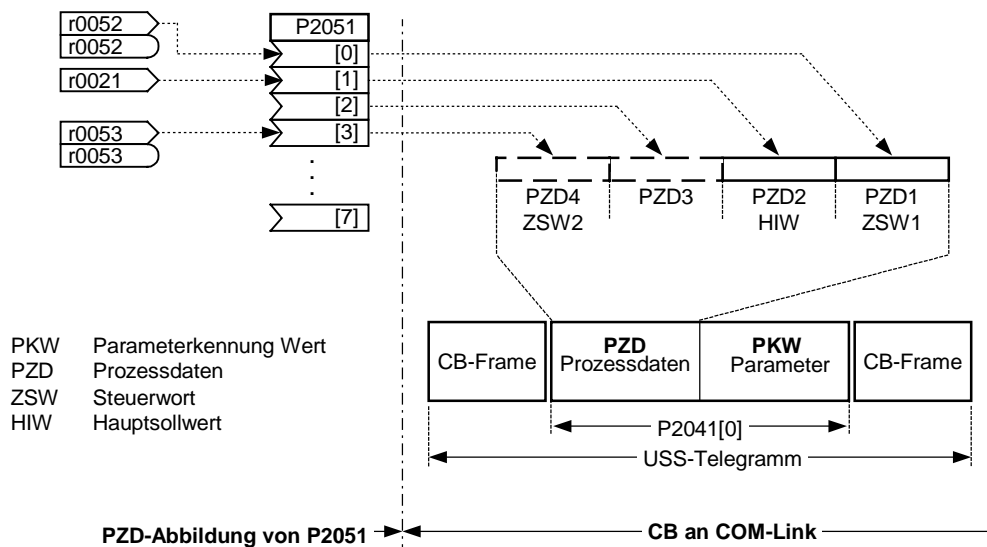 r0052
r0052
r0021
r0053
r0053
P2051
[0]
[1]
[2]
[3]
[7]
PZD4 PZD3 PZD2 PZD1
ZSW2 HIW ZSW1
PKW Parameterkennung Wert
PZD Prozessdaten
ZSW Steuerwort
HIW Hauptsollwert
CB-Frame
PZD
Prozessdaten
PKW
Parameter
CB-Frame
P2041[0]
USS-Telegramm
PZD-Abbildung von P2051
CB an COM-Link